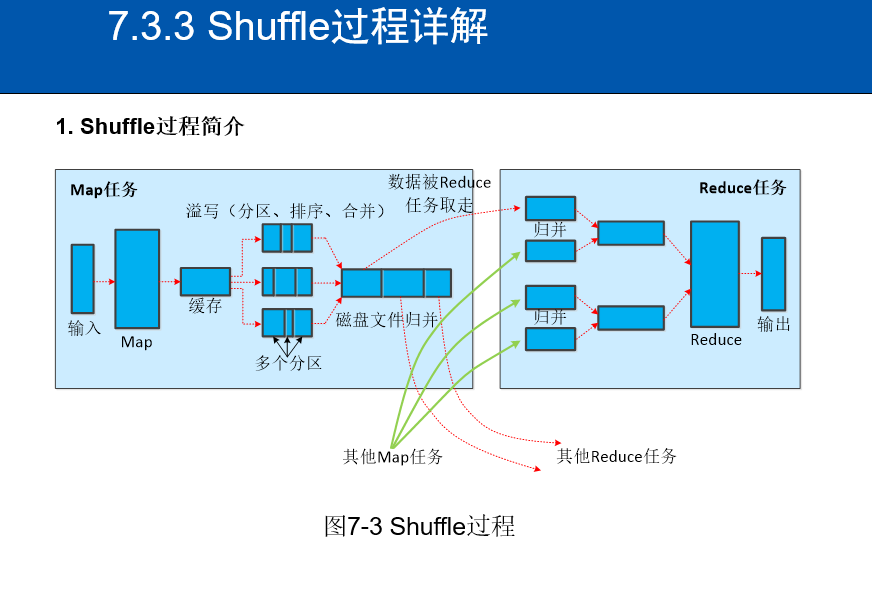 7.3.3 Shuffle过程详解
1. Shuffle过程简介
Map任务
数据被Reduce
任务取走
Reduce任务
溢写（分区、排序、合并）
归并
缓存
输入
Map
磁盘文件归并
归并
输出
Reduce
多个分区
其他Map任务
其他Reduce任务
图7-3 Shuffle过程